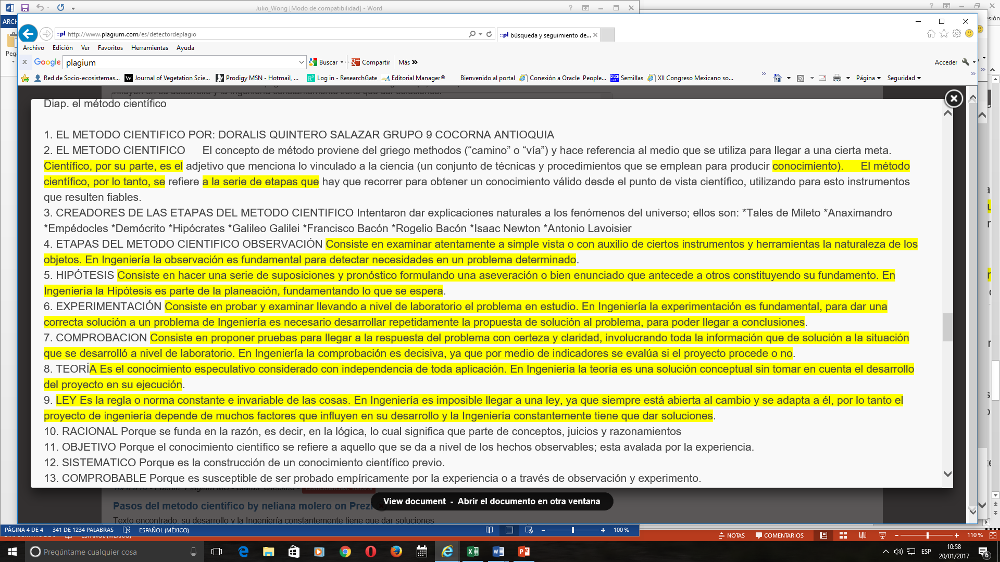 Julio_Wong [Modo de compatibilidad] - Word
ARCH
http://www.plagium.com/es/detectordeplagio
búsqueda y seguimiento de...
Archivo Edición Ver Favoritos Herramientas Ayuda
Google plagium Buscar Compartir Más Acceder
Red de Socio-ecosistemas... Journal of Vegetation Scie... Prodigy MSN - Hotmail, ... Log in - ResearchGate Editorial Manager® Bienvenido al portal Conexión a Oracle People... Semillas XII Congreso Mexicano so... Página Seguridad
Diap. el método científico
1. EL METODO CIENTIFICO POR: DORALIS QUINTERO SALAZAR GRUPO 9 COCORNA ANTIOQUIA
2. EL METODO CIENTIFICO El concepto de método proviene del griego methodos (“camino” o “vía”) y hace referencia al medio que se utiliza para llegar a una cierta meta.
Científico, por su parte, es el adjetivo que menciona lo vinculado a la ciencia (un conjunto de técnicas y procedimientos que se emplean para producir conocimiento). El método
científico, por lo tanto, se refiere a la serie de etapas que hay que recorrer para obtener un conocimiento válido desde el punto de vista científico, utilizando para esto instrumentos
que resulten fiables.
3. CREADORES DE LAS ETAPAS DEL METODO CIENTIFICO Intentaron dar explicaciones naturales a los fenómenos del universo; ellos son: *Tales de Mileto *Anaximandro
*Empédocles *Demócrito *Hipócrates *Galileo Galilei *Francisco Bacón *Rogelio Bacón *Isaac Newton *Antonio Lavoisier
4. ETAPAS DEL METODO CIENTIFICO OBSERVACIÓN Consiste en examinar atentamente a simple vista o con auxilio de ciertos instrumentos y herramientas la naturaleza de los
objetos. En Ingeniería la observación es fundamental para detectar necesidades en un problema determinado.
5. HIPÓTESIS Consiste en hacer una serie de suposiciones y pronóstico formulando una aseveración o bien enunciado que antecede a otros constituyendo su fundamento. En
Ingeniería la Hipótesis es parte de la planeación, fundamentando lo que se espera.
6. EXPERIMENTACIÓN Consiste en probar y examinar llevando a nivel de laboratorio el problema en estudio. En Ingeniería la experimentación es fundamental, para dar una
correcta solución a un problema de Ingeniería es necesario desarrollar repetidamente la propuesta de solución al problema, para poder llegar a conclusiones.
7. COMPROBACION Consiste en proponer pruebas para llegar a la respuesta del problema con certeza y claridad, involucrando toda la información que de solución a la situación
que se desarrolló a nivel de laboratorio. En Ingeniería la comprobación es decisiva, ya que por medio de indicadores se evalúa si el proyecto procede o no.
8. TEORÍA Es el conocimiento especulativo considerado con independencia de toda aplicación. En Ingeniería la teoría es una solución conceptual sin tomar en cuenta el desarrollo
del proyecto en su ejecución.
9. LEY Es la regla o norma constante e invariable de las cosas. En Ingeniería es imposible llegar a una ley, ya que siempre está abierta al cambio y se adapta a él, por lo tanto el
proyecto de ingeniería depende de muchos factores que influyen en su desarrollo y la Ingeniería constantemente tiene que dar soluciones.
10. RACIONAL Porque se funda en la razón, es decir, en la lógica, lo cual significa que parte de conceptos, juicios y razonamientos
11. OBJETIVO Porque el conocimiento científico se refiere a aquello que se da a nivel de los hechos observables; esta avalada por la experiencia.
12. SISTEMATICO Porque es la construcción de un conocimiento científico previo.
13. COMPROBABLE Porque es susceptible de ser probado empíricamente por la experiencia o a través de observación y experimento.
View document - Abrir el documento en otra ventana
Pasos del metodo cientifico by neliana molero on Prezi
Texto encontrado: su desarrollo y la Ingeniería constantemente tiene que dar soluciones
PÁGINA 4 DE 4 341 DE 1234 PALABRAS ESPAÑOL (MÉXICO) 100 %
NOTAS COMENTARIOS 110 %
Pregúntame cualquier cosa
ESP 10:58
20/01/2017 6